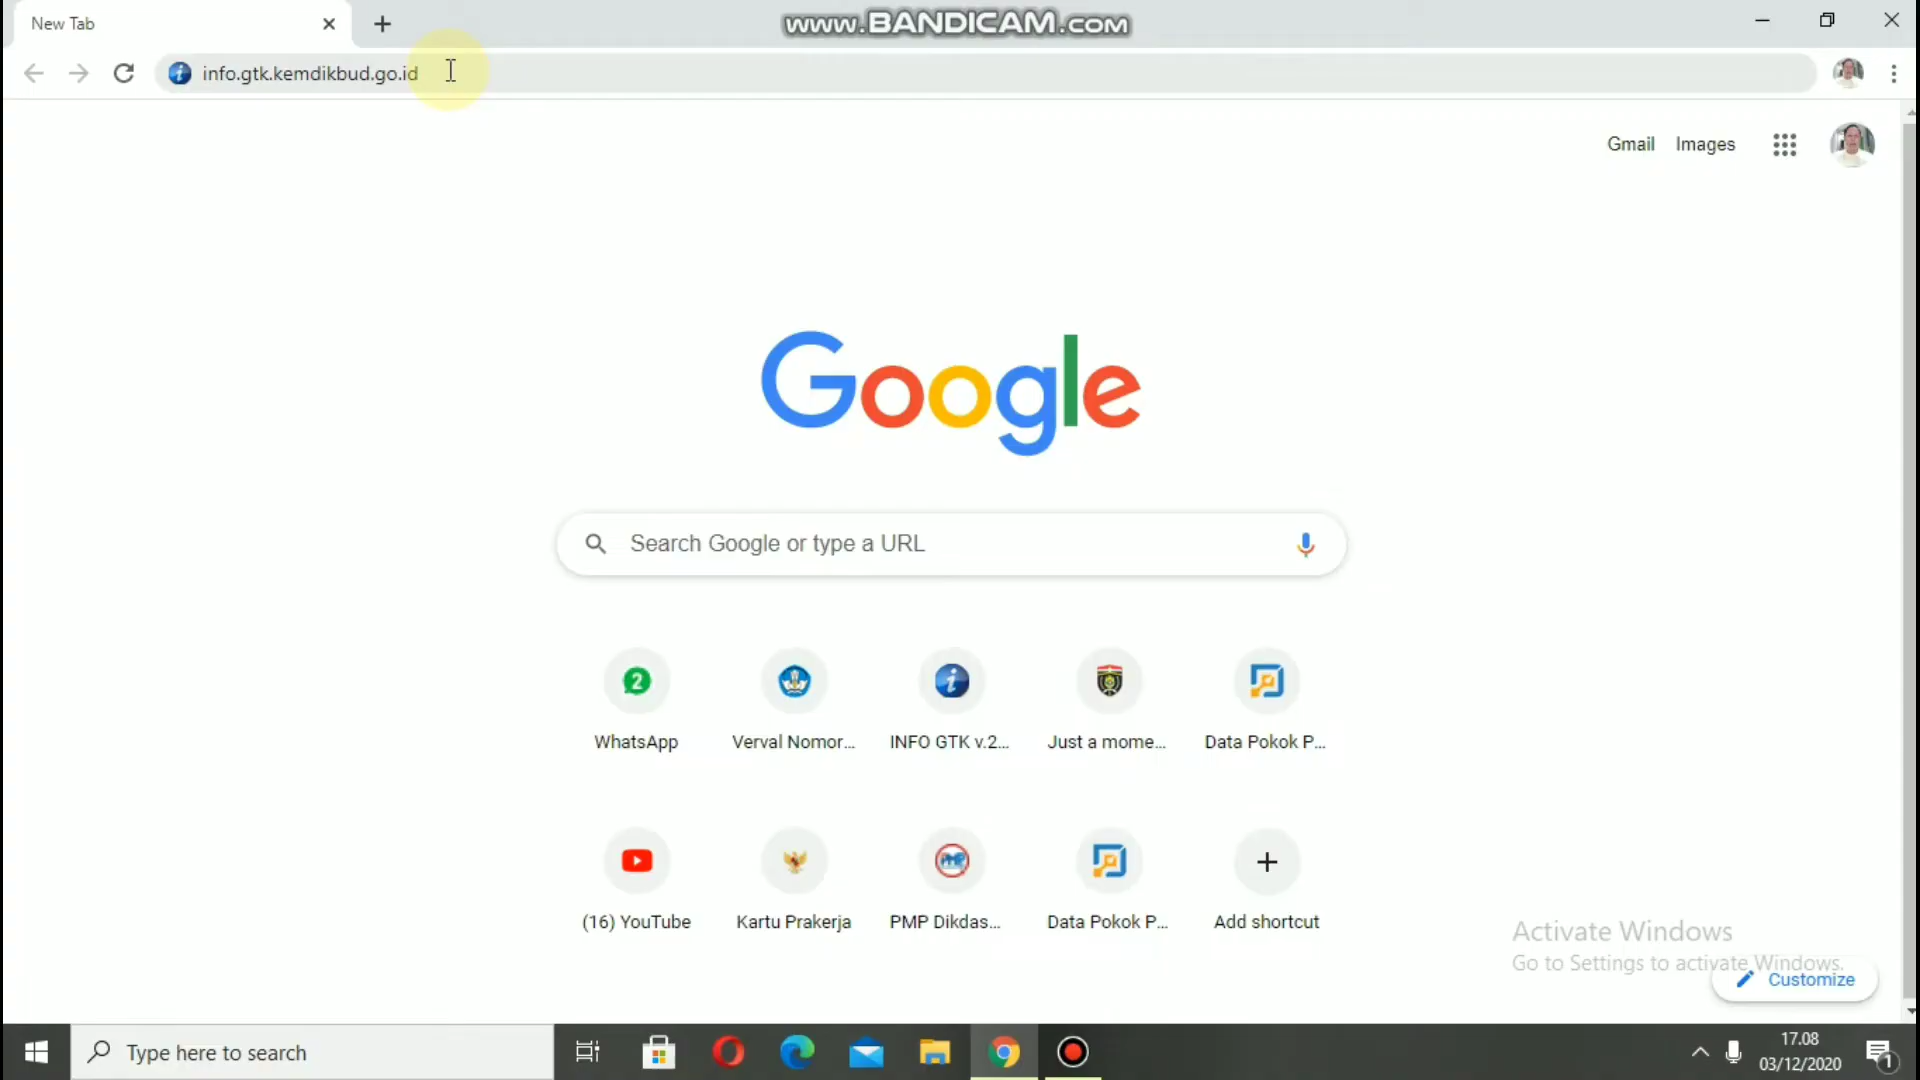 New Tab
www.BANDICAM.com
info.gtk.kemdikbud.go.id
Gmail
Images
Google
Search Google or type a URL
2
WhatsApp
Verval Nomor...
INFO GTK v.2...
Just a mome...
Data Pokok P...
(16) YouTube
Kartu Prakerja
PMP
PMP Dikdas...
Data Pokok P...
Add shortcut
Activate Windows
Go to Settings to activate Windows.
Customize
Type here to search
17.08
03/12/2020
1